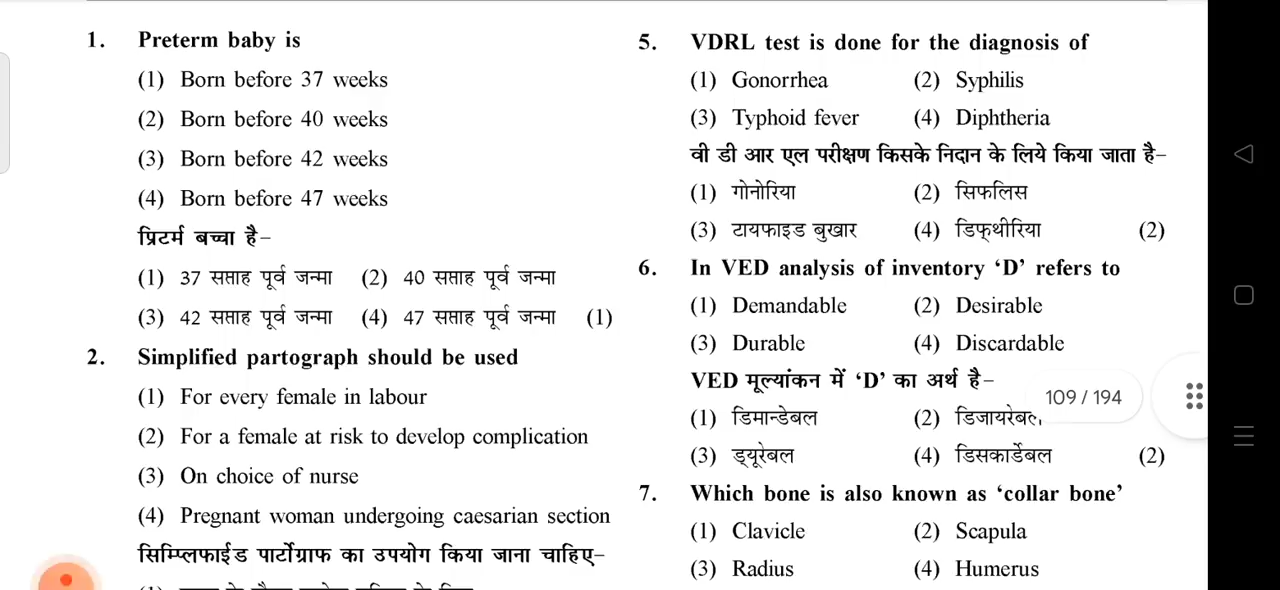 1. Preterm baby is
(1) Born before 37 weeks
(2) Born before 40 weeks
(3) Born before 42 weeks
(4) Born before 47 weeks
प्रिटर्म बच्चा है–
(1) 37 सप्ताह पूर्व जन्मा (2) 40 सप्ताह पूर्व जन्मा
(3) 42 सप्ताह पूर्व जन्मा (4) 47 सप्ताह पूर्व जन्मा (1)
2. Simplified partograph should be used
(1) For every female in labour
(2) For a female at risk to develop complication
(3) On choice of nurse
(4) Pregnant woman undergoing caesarian section
सिम्प्लिफाईड पार्टोग्राफ का उपयोग किया जाना चाहिए–
5. VDRL test is done for the diagnosis of
(1) Gonorrhea (2) Syphilis
(3) Typhoid fever (4) Diphtheria
वी डी आर एल परीक्षण किसके निदान के लिये किया जाता है–
(1) गोनोरिया (2) सिफलिस
(3) टायफाइड बुखार (4) डिफ्थीरिया (2)
6. In VED analysis of inventory ‘D’ refers to
(1) Demandable (2) Desirable
(3) Durable (4) Discardable
VED मूल्यांकन में ‘D’ का अर्थ है–
109 / 194
(1) डिमान्डेबल (2) डिजायरेबल
(3) ड्यूरेबल (4) डिसकार्डेबल (2)
7. Which bone is also known as ‘collar bone’
(1) Clavicle (2) Scapula
(3) Radius (4) Humerus